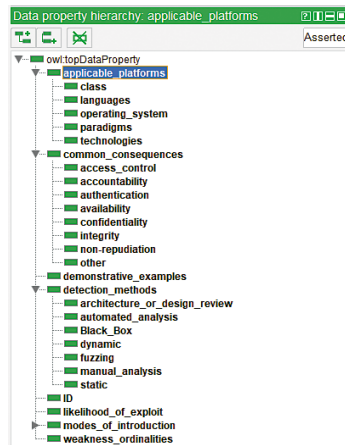 Data property hierarchy: applicable_platforms
Asserted
owl:topDataProperty
applicable_platforms
class
languages
operating_system
paradigms
technologies
common_consequences
access_control
accountability
authentication
availability
confidentiality
integrity
non-repudiation
other
demonstrative_examples
detection_methods
architecture_or_design_review
automated_analysis
Black_Box
dynamic
fuzzing
manual_analysis
static
ID
likelihood_of_exploit
modes_of_introduction
weakness_ordinalities